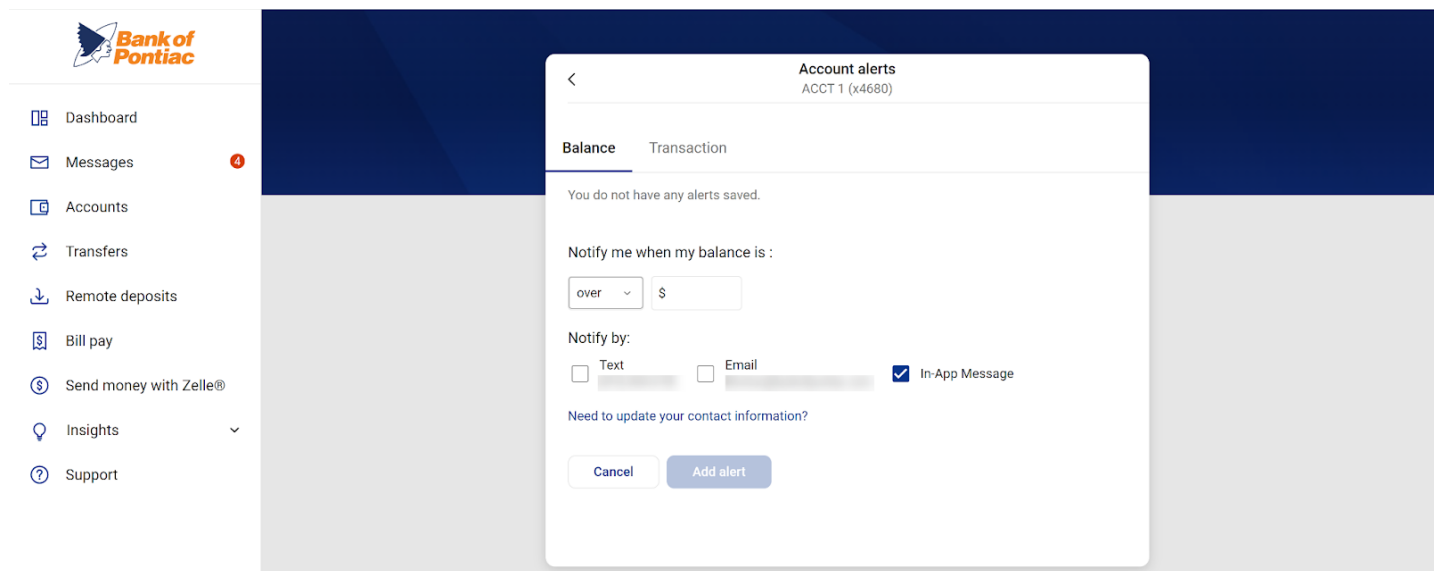 Bank of
Pontiac
Dashboard
Messages
4
Accounts
Transfers
Remote deposits
Bill pay
Send money with Zelle®
Insights
Support
Account alerts
ACCT 1 (x4680)
Balance
Transaction
You do not have any alerts saved.
Notify me when my balance is :
over
$
Notify by:
Text
Email
In-App Message
Need to update your contact information?
Cancel
Add alert